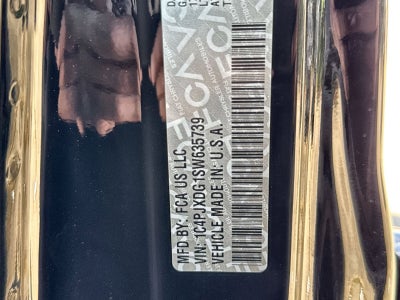 MFD BY: FCA US LLC
VIN: 1C4PJXDG1SW635739
VEHICLE MADE IN: U.S.A.